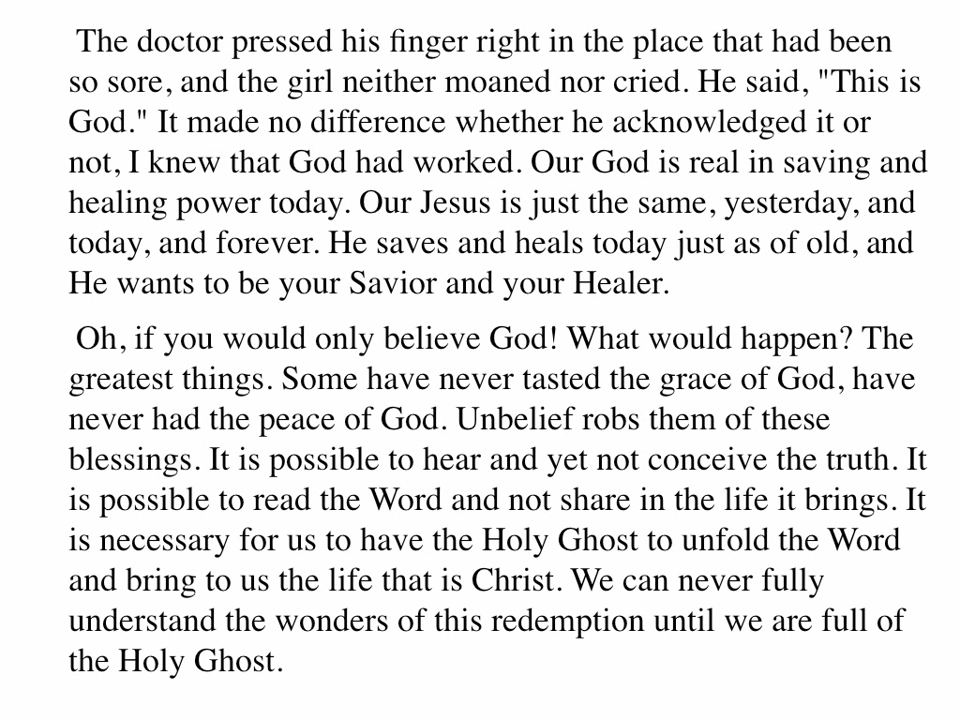 The doctor pressed his finger right in the place that had been
so sore, and the girl neither moaned nor cried. He said, "This is
God." It made no difference whether he acknowledged it or
not, I knew that God had worked. Our God is real in saving and
healing power today. Our Jesus is just the same, yesterday, and
today, and forever. He saves and heals today just as of old, and
He wants to be your Savior and your Healer.
Oh, if you would only believe God! What would happen? The
greatest things. Some have never tasted the grace of God, have
never had the peace of God. Unbelief robs them of these
blessings. It is possible to hear and yet not conceive the truth. It
is possible to read the Word and not share in the life it brings. It
is necessary for us to have the Holy Ghost to unfold the Word
and bring to us the life that is Christ. We can never fully
understand the wonders of this redemption until we are full of
the Holy Ghost.